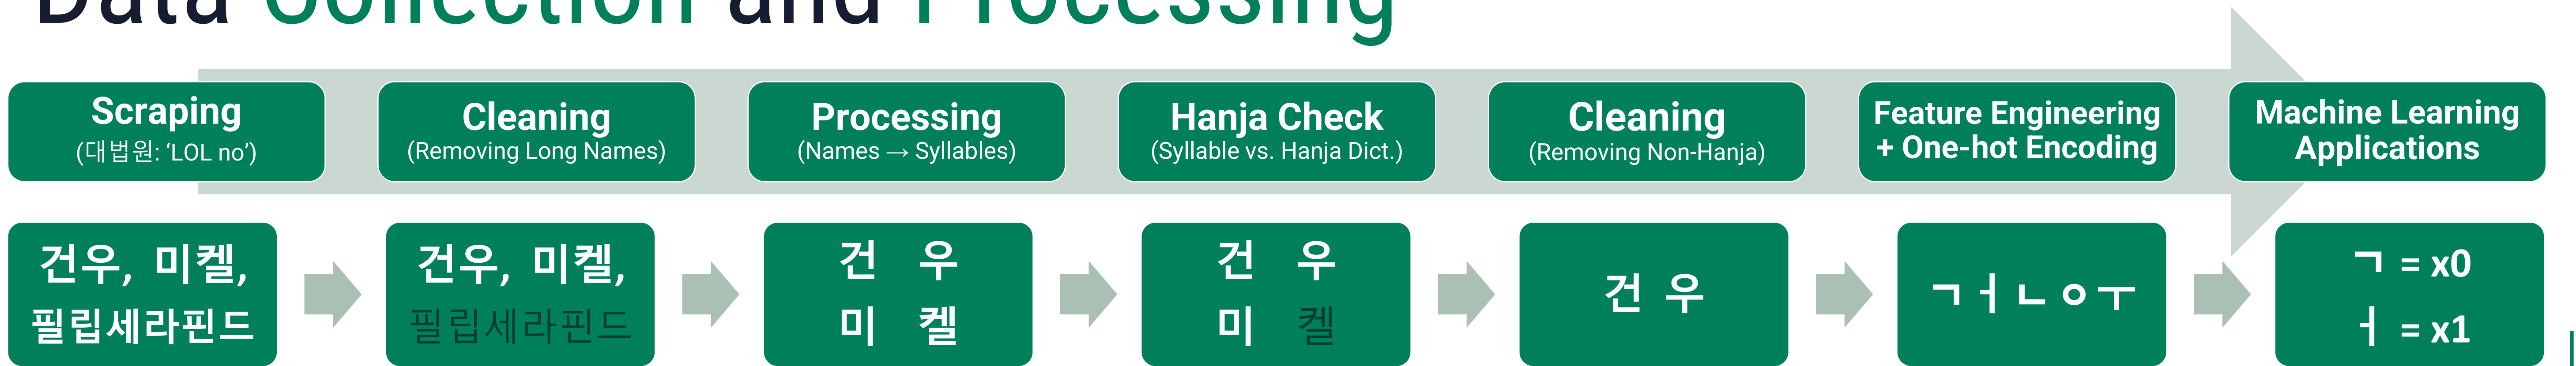 Data Collection and Processing
Scraping
(대법원: ‘LOL no’)
Cleaning
(Removing Long Names)
Processing
(Names → Syllables)
Hanja Check
(Syllable vs. Hanja Dict.)
Cleaning
(Removing Non-Hanja)
Feature Engineering
+ One-hot Encoding
Machine Learning
Applications
건우, 미켈,
필립세라핀드
건우, 미켈,
필립세라핀드
건 우
미 켈
건 우
미 켈
건 우
ㄱㅓㄴㅇㅜ
ㄱ = x0
ㅓ = x1